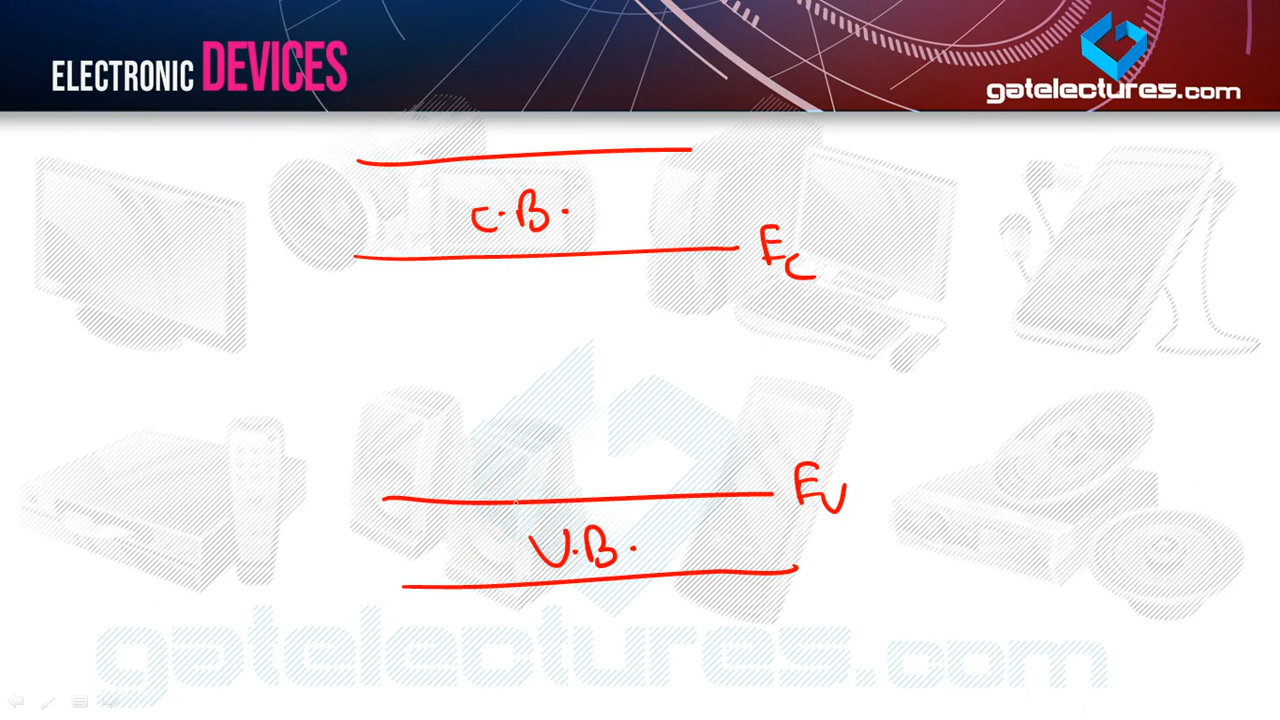 ELECTRONIC DEVICES
gatelectures.com
C.B.
EC
EV
V.B.
gatelectures.com